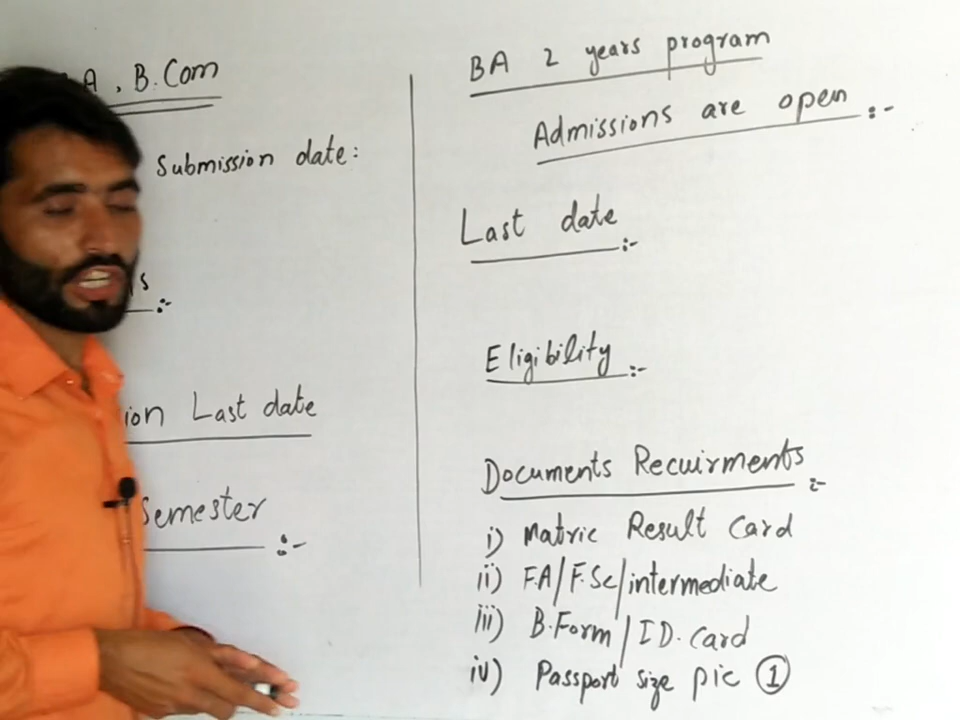 A, B.Com
Submission date:
s :-
ion Last date
Semester :-
BA 2 years program
Admissions are open :-
Last date :-
Eligibility :-
Documents Recuirments :-
i) Matric Result Card
ii) F.A/F.Sc/intermediate
iii) B.Form/ID.Card
iv) Passport size pic ①